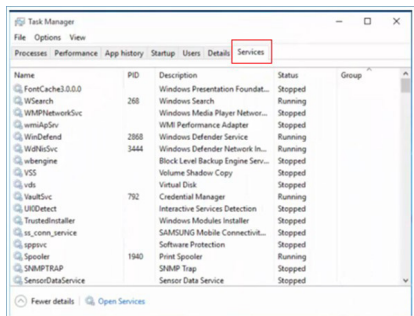 Task Manager
File Options View
Processes Performance App history Startup Users Details Services
Name PID Description Status Group
FontCache3.0.0.0 Windows Presentation Foundat... Stopped
WSearch 268 Windows Search Running
WMPNetworkSvc Windows Media Player Networ... Stopped
wmiApSrv WMI Performance Adapter Stopped
WinDefend 2868 Windows Defender Service Running
WdNisSvc 3444 Windows Defender Network In... Running
wbengine Block Level Backup Engine Serv... Stopped
VSS Volume Shadow Copy Stopped
vds Virtual Disk Stopped
VaultSvc 792 Credential Manager Running
UI0Detect Interactive Services Detection Stopped
TrustedInstaller Windows Modules Installer Stopped
ss_conn_service SAMSUNG Mobile Connectivit... Stopped
sppsvc Software Protection Stopped
Spooler 1940 Print Spooler Running
SNMPTRAP SNMP Trap Stopped
SensorDataService Sensor Data Service Stopped
Fewer details Open Services